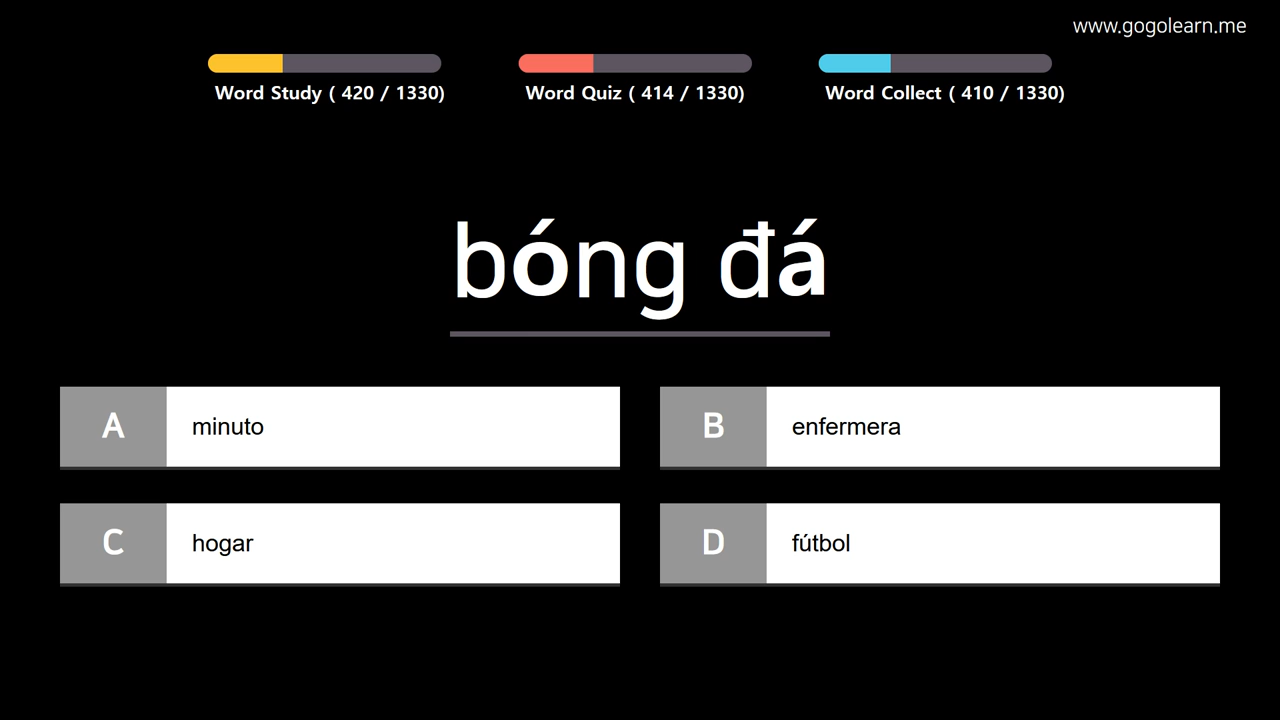 www.gogolearn.me
Word Study ( 420 / 1330)
Word Quiz ( 414 / 1330)
Word Collect ( 410 / 1330)
bóng đá
A minuto
B enfermera
C hogar
D fútbol